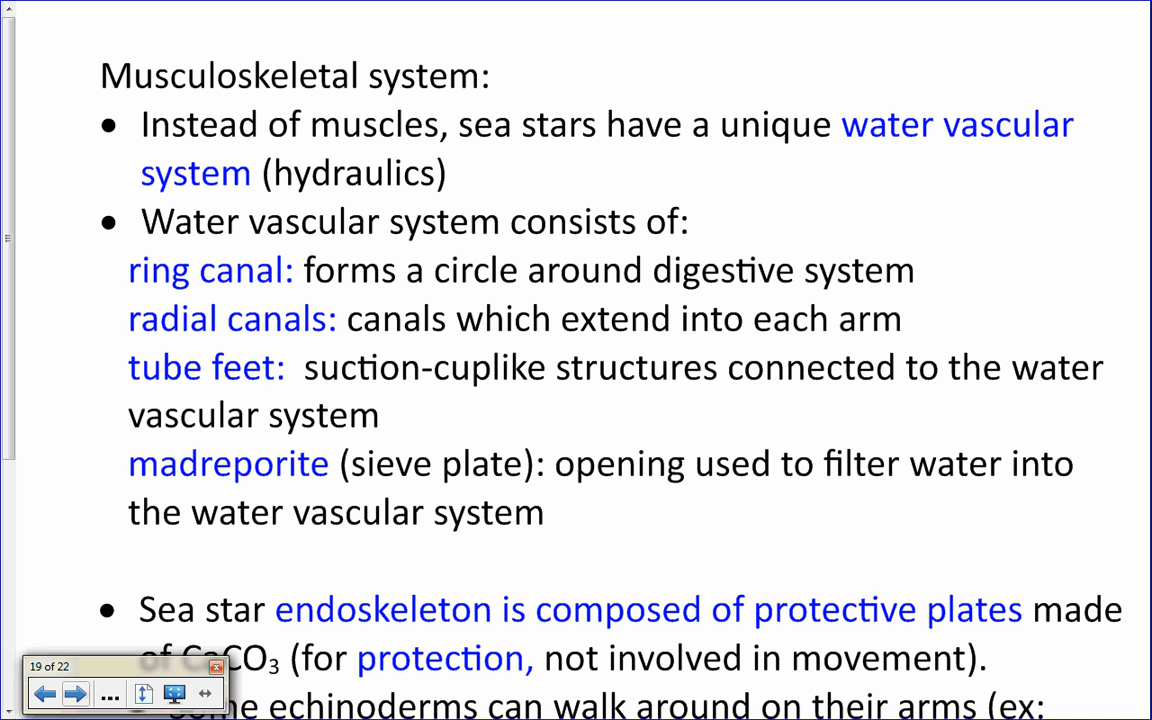 Musculoskeletal system:
• Instead of muscles, sea stars have a unique water vascular
system (hydraulics)
• Water vascular system consists of:
ring canal: forms a circle around digestive system
radial canals: canals which extend into each arm
tube feet: suction-cuplike structures connected to the water
vascular system
madreporite (sieve plate): opening used to filter water into
the water vascular system
• Sea star endoskeleton is composed of protective plates made
of CaCO₃ (for protection, not involved in movement).
19 of 22
• Some echinoderms can walk around on their arms (ex: